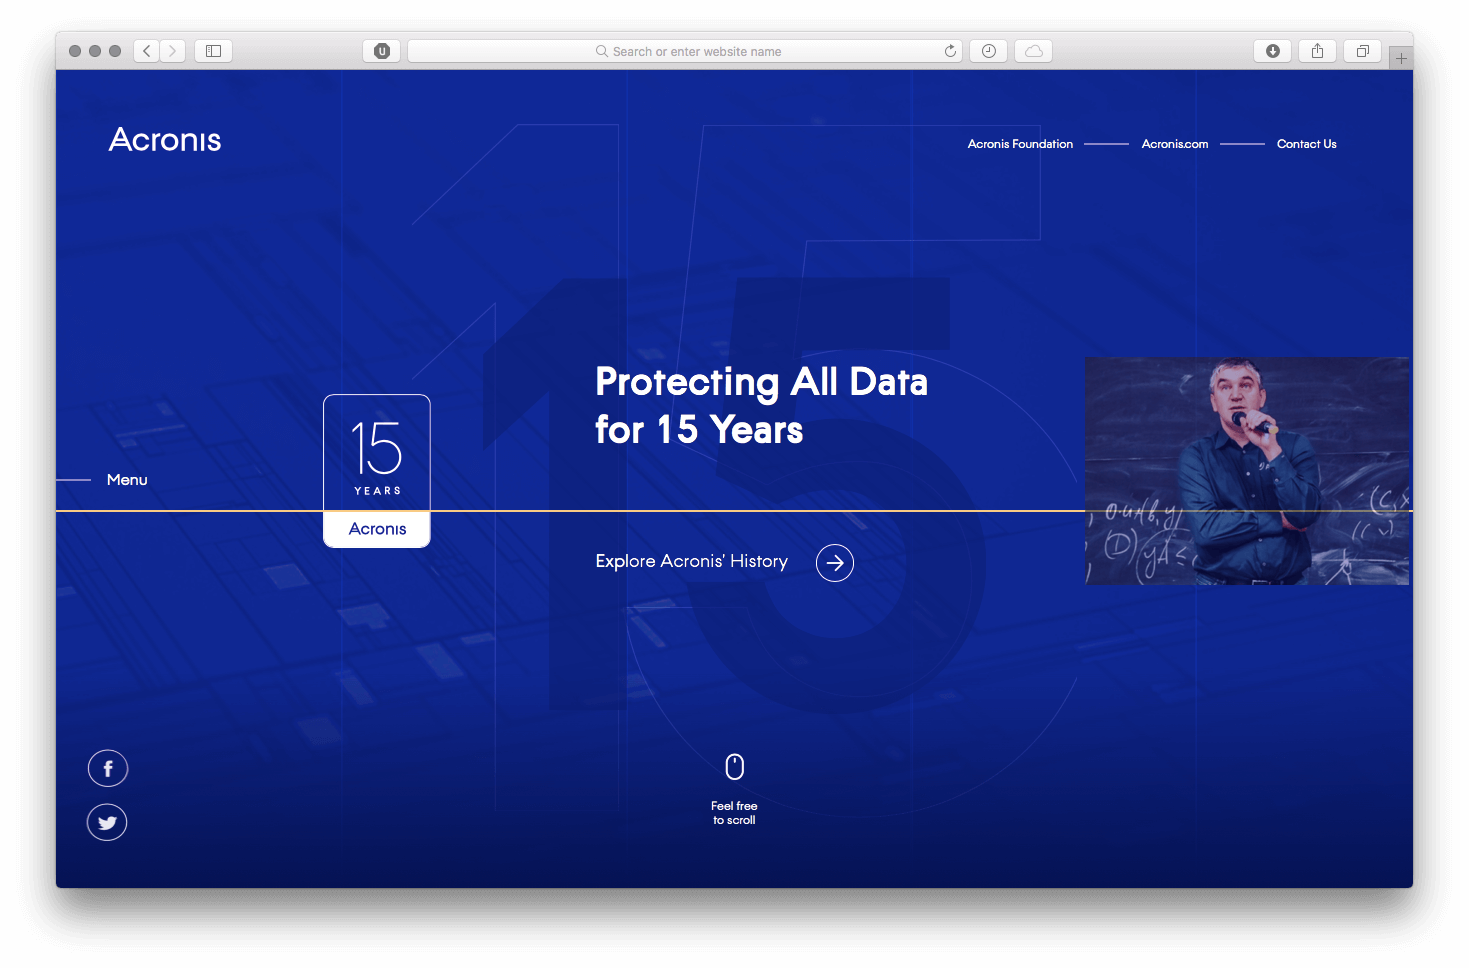 Search or enter website name
Acronis
Acronis Foundation
Acronis.com
Contact Us
Protecting All Data
for 15 Years
15
YEARS
Acronis
Menu
Explore Acronis' History
Feel free
to scroll